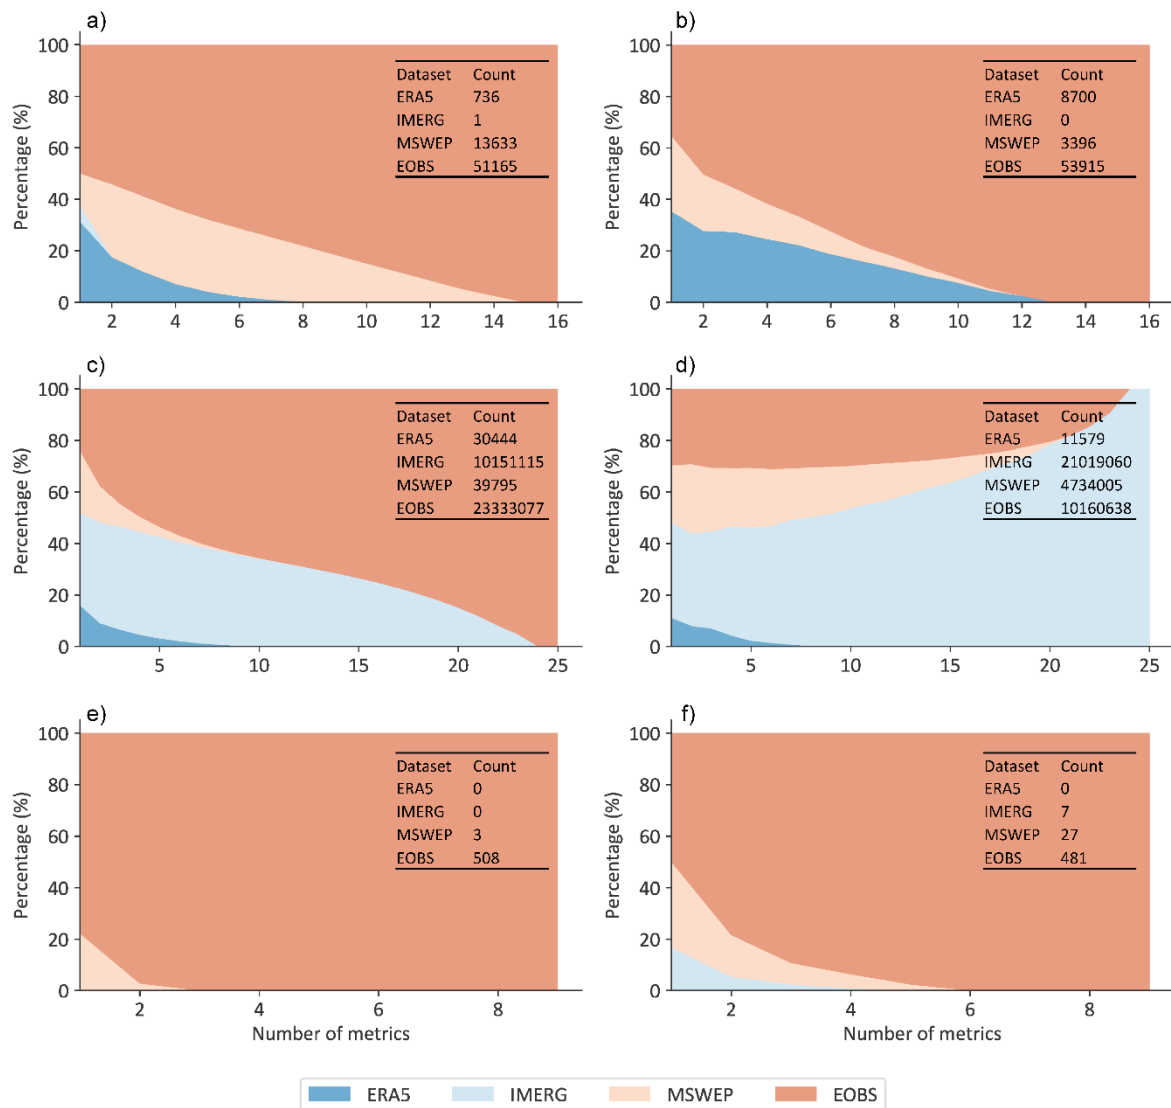 a)
100
80
60
40
20
0
Percentage (%)
Dataset Count
ERA5 736
IMERG 1
MSWEP 13633
EOBS 51165
2 4 6 8 10 12 14 16
b)
100
80
60
40
20
0
Percentage (%)
Dataset Count
ERA5 8700
IMERG 0
MSWEP 3396
EOBS 53915
2 4 6 8 10 12 14 16
c)
100
80
60
40
20
0
Percentage (%)
Dataset Count
ERA5 30444
IMERG 10151115
MSWEP 39795
EOBS 23333077
5 10 15 20 25
d)
100
80
60
40
20
0
Percentage (%)
Dataset Count
ERA5 11579
IMERG 21019060
MSWEP 4734005
EOBS 10160638
5 10 15 20 25
e)
100
80
60
40
20
0
Percentage (%)
Dataset Count
ERA5 0
IMERG 0
MSWEP 3
EOBS 508
2 4 6 8
Number of metrics
f)
100
80
60
40
20
0
Percentage (%)
Dataset Count
ERA5 0
IMERG 7
MSWEP 27
EOBS 481
2 4 6 8
Number of metrics
ERA5 IMERG MSWEP EOBS